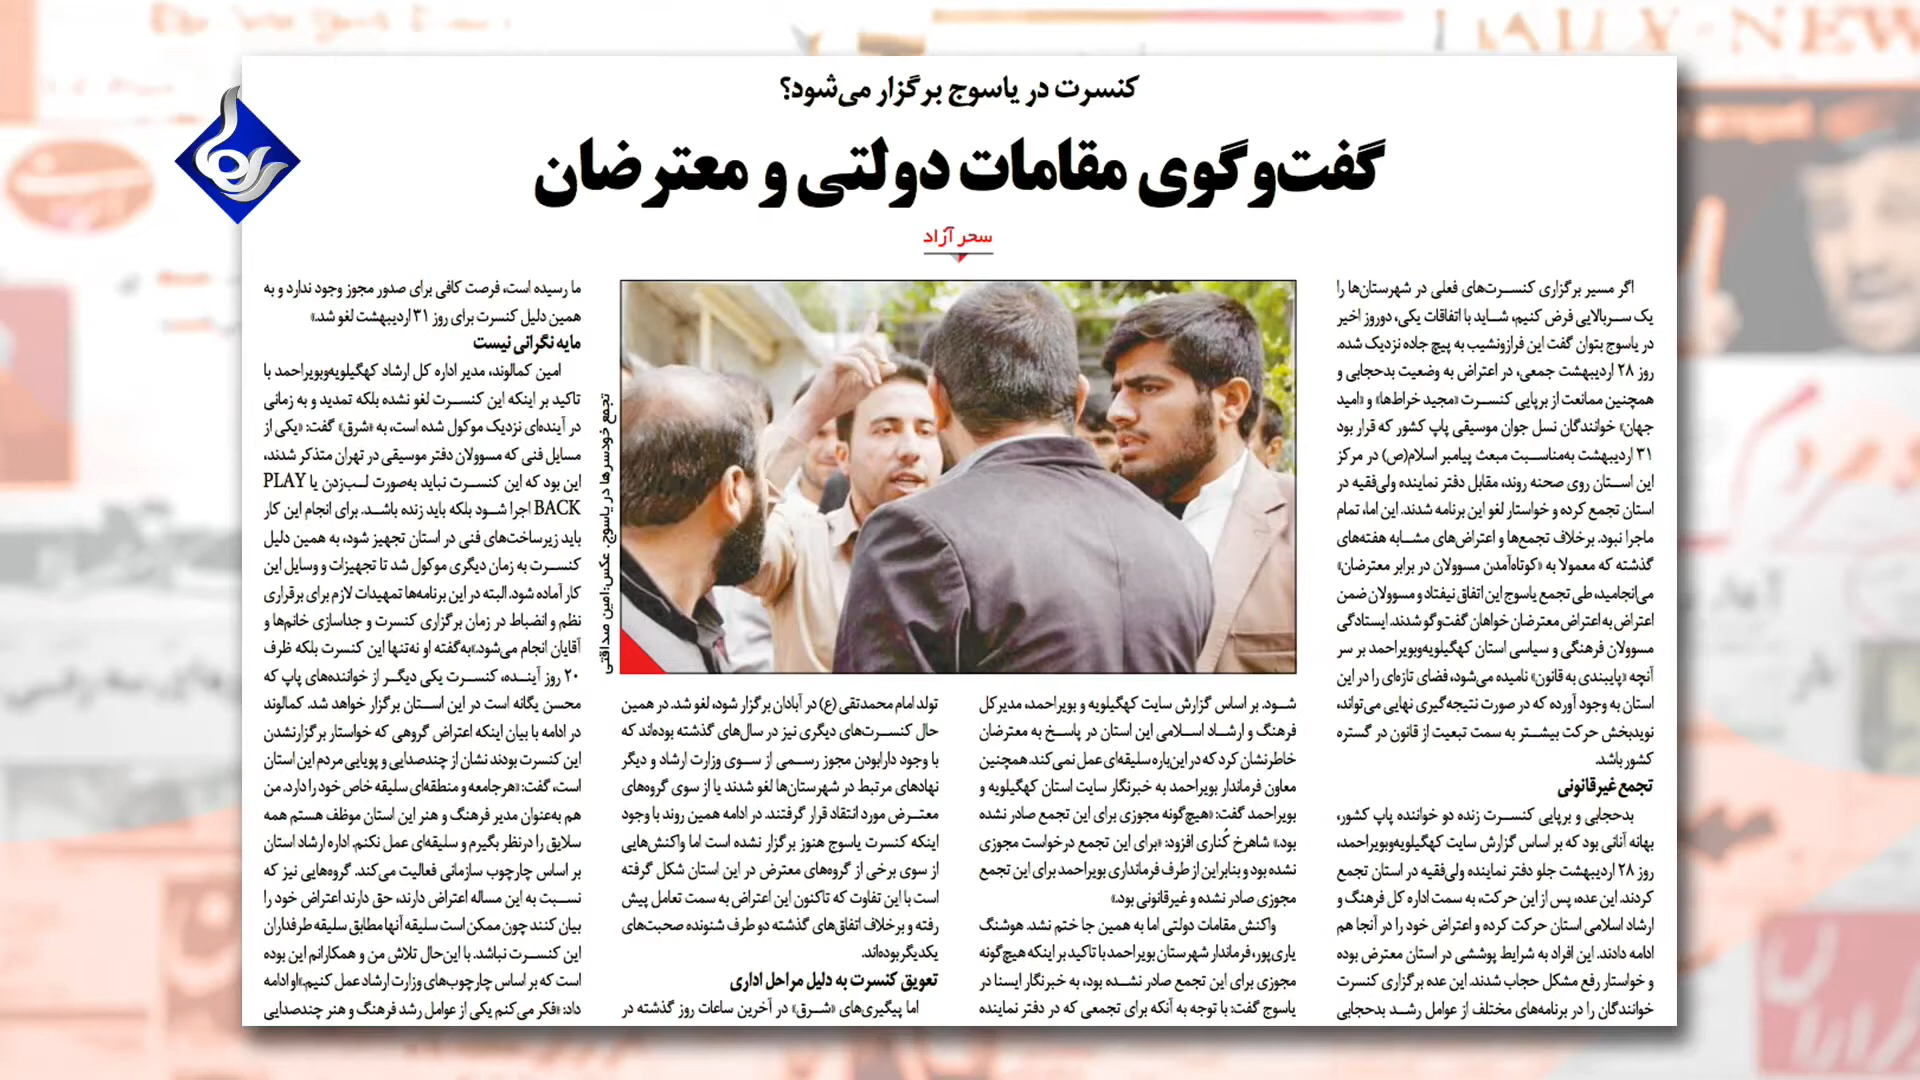 کنسرت در یاسوج برگزار می‌شود؟
گفت‌وگوی مقامات دولتی و معترضان
سحر آزاد
اگر مسیر برگزاری کنسرت‌های فعلی در شهرستان‌ها را
یک سربالایی فرض کنیم، شاید با اتفاقات یکی، دوروز اخیر
در یاسوج بتوان گفت این فرازونشیب به پیچ جاده نزدیک شده.
روز ۲۸ اردیبهشت جمعی، در اعتراض به وضعیت بدحجابی و
همچنین ممانعت از برپایی کنسرت «مجید خراطها» و «امید
جهان» خوانندگان نسل جوان موسیقی پاپ کشور که قرار بود
۳۱ اردیبهشت به‌مناسبت مبعث پیامبر اسلام(ص) در مرکز
این استان روی صحنه روند، مقابل دفتر نماینده ولی‌فقیه در
استان تجمع کرده و خواستار لغو این برنامه شدند. این اما، تمام
ماجرا نبود. برخلاف تجمع‌ها و اعتراض‌های مشابه هفته‌های
گذشته که معمولا به «کوتاه‌آمدن مسوولان در برابر معترضان»
می‌انجامید، طی تجمع یاسوج این اتفاق نیفتاد و مسوولان ضمن
اعتراض به اعتراض معترضان خواهان گفت‌وگو شدند. ایستادگی
مسوولان فرهنگی و سیاسی استان کهگیلویه‌وبویراحمد بر سر
آنچه «پایبندی به قانون» نامیده می‌شود، فضای تازه‌ای را در این
استان به وجود آورده که در صورت نتیجه‌گیری نهایی می‌تواند،
نویدبخش حرکت بیشتر به سمت تبعیت از قانون در گستره
کشور باشد.
تجمع غیرقانونی
بدحجابی و برپایی کنسرت زنده دو خواننده پاپ کشور،
بهانه آنانی بود که بر اساس گزارش سایت کهگیلویه‌وبویراحمد،
روز ۲۸ اردیبهشت جلو دفتر نماینده ولی‌فقیه در استان تجمع
کردند. این عده، پس از این حرکت، به سمت اداره کل فرهنگ و
ارشاد اسلامی استان حرکت کرده و اعتراض خود را در آنجا هم
ادامه دادند. این افراد به شرایط پوششی در استان معترض بوده
و خواستار رفع مشکل حجاب شدند. این عده برگزاری کنسرت
خوانندگان را در برنامه‌های مختلف از عوامل رشد بدحجابی
تجمع خودسرها در یاسوج. عکس:امین صداقتی
شود. بر اساس گزارش سایت کهگیلویه و بویراحمد، مدیرکل
فرهنگ و ارشاد اسلامی این استان در پاسخ به معترضان
خاطرنشان کرد که در این‌باره سلیقه‌ای عمل نمی‌کند. همچنین
معاون فرماندار بویراحمد به خبرنگار سایت استان کهگیلویه و
بویراحمد گفت: «هیچ‌گونه مجوزی برای این تجمع صادر نشده
بود.» شاهرخ کُناری افزود: «برای این تجمع درخواست مجوزی
نشده بود و بنابراین از طرف فرمانداری بویراحمد برای این تجمع
مجوزی صادر نشده و غیرقانونی بود.»
واکنش مقامات دولتی اما به همین جا ختم نشد. هوشنگ
یاری‌پور، فرماندار شهرستان بویراحمد با تاکید بر اینکه هیچ‌گونه
مجوزی برای این تجمع صادر نشده بود، به خبرنگار ایسنا در
یاسوج گفت: با توجه به آنکه برای تجمعی که در دفتر نماینده
تولد امام محمدتقی (ع) در آبادان برگزار شود، لغو شد. در همین
حال کنسرت‌های دیگری نیز در سال‌های گذشته بوده‌اند که
با وجود دارابودن مجوز رسمی از سوی وزارت ارشاد و دیگر
نهادهای مرتبط در شهرستان‌ها لغو شدند یا از سوی گروه‌های
معترض مورد انتقاد قرار گرفتند. در ادامه همین روند با وجود
اینکه کنسرت یاسوج هنوز برگزار نشده است اما واکنش‌هایی
از سوی برخی از گروه‌های معترض در این استان شکل گرفته
است با این تفاوت که تاکنون این اعتراض به سمت تعامل پیش
رفته و برخلاف اتفاق‌های گذشته دو طرف شنونده صحبت‌های
یکدیگر بوده‌اند.
تعویق کنسرت به دلیل مراحل اداری
اما پیگیری‌های «شرق» در آخرین ساعات روز گذشته در
ما رسیده است، فرصت کافی برای صدور مجوز وجود ندارد و به
همین دلیل کنسرت برای روز ۳۱ اردیبهشت لغو شد.»
مایه نگرانی نیست
امین کمالوند، مدیر اداره کل ارشاد کهگیلویه‌وبویراحمد با
تاکید بر اینکه این کنسرت لغو نشده بلکه تمدید و به زمانی
در آینده‌ای نزدیک موکول شده است، به «شرق» گفت: «یکی از
مسایل فنی که مسوولان دفتر موسیقی در تهران متذکر شدند،
این بود که این کنسرت نباید به‌صورت لب‌زدن یا PLAY
BACK اجرا شود بلکه باید زنده باشد. برای انجام این کار
باید زیرساخت‌های فنی در استان تجهیز شود، به همین دلیل
کنسرت به زمان دیگری موکول شد تا تجهیزات و وسایل این
کار آماده شود. البته در این برنامه‌ها تمهیدات لازم برای برقراری
نظم و انضباط در زمان برگزاری کنسرت و جداسازی خانم‌ها و
آقایان انجام می‌شود.»به‌گفته او نه‌تنها این کنسرت بلکه ظرف
۲۰ روز آینده، کنسرت یکی دیگر از خواننده‌های پاپ که
محسن یگانه است در این استان برگزار خواهد شد. کمالوند
در ادامه با بیان اینکه اعتراض گروهی که خواستار برگزارنشدن
این کنسرت بودند نشان از چندصدایی و پویایی مردم این استان
است، گفت: «هر جامعه و منطقه‌ای سلیقه خاص خود را دارد. من
هم به‌عنوان مدیر فرهنگ و هنر این استان موظف هستم همه
سلایق را درنظر بگیرم و سلیقه‌ای عمل نکنم. اداره ارشاد استان
بر اساس چارچوب سازمانی فعالیت می‌کند. گروه‌هایی نیز که
نسبت به این مساله اعتراض دارند، حق دارند اعتراض خود را
بیان کنند چون ممکن است سلیقه آنها مطابق سلیقه طرفداران
این کنسرت نباشد. با این‌حال تلاش من و همکارانم این بوده
است که بر اساس چارچوب‌های وزارت ارشاد عمل کنیم.»او ادامه
داد: «فکر می‌کنم یکی از عوامل رشد فرهنگ و هنر چندصدایی